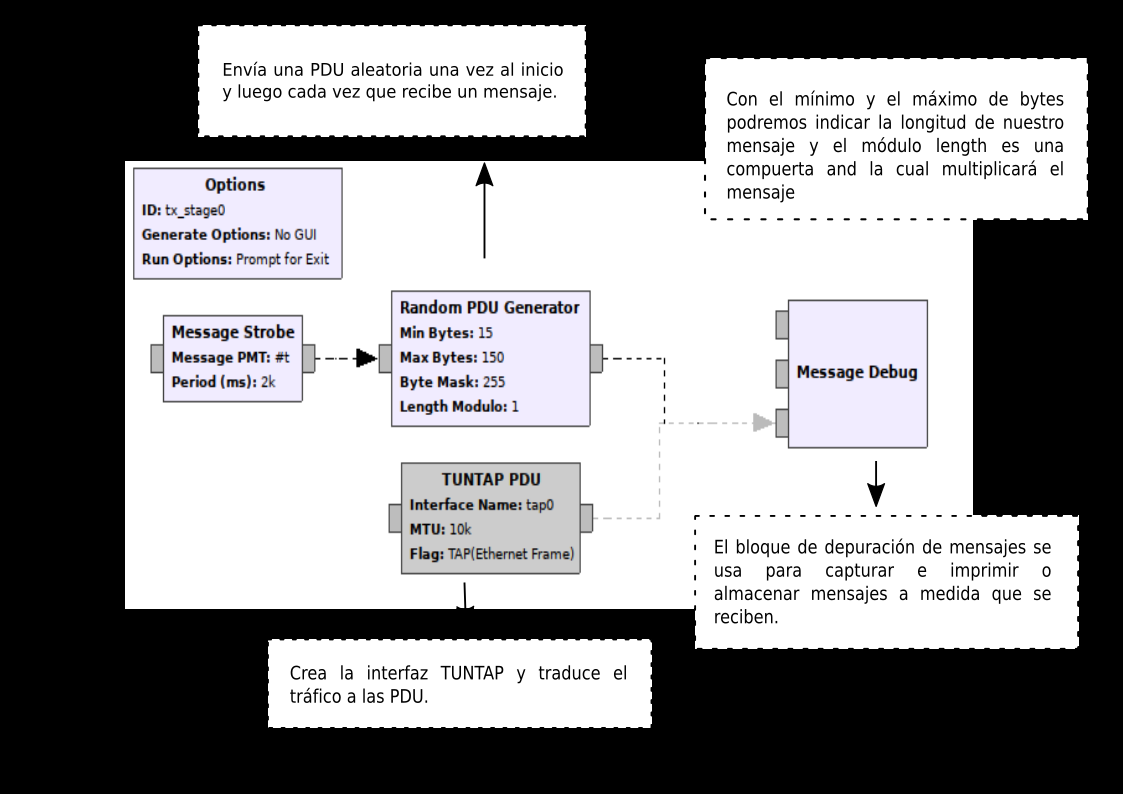 Envía una PDU aleatoria una vez al inicio
y luego cada vez que recibe un mensaje.
Con el mínimo y el máximo de bytes
podremos indicar la longitud de nuestro
mensaje y el módulo length es una
compuerta and la cual multiplicará el
mensaje
Options
ID: tx_stage0
Generate Options: No GUI
Run Options: Prompt for Exit
Message Strobe
Message PMT: #t
Period (ms): 2k
Random PDU Generator
Min Bytes: 15
Max Bytes: 150
Byte Mask: 255
Length Modulo: 1
Message Debug
TUNTAP PDU
Interface Name: tap0
MTU: 10k
Flag: TAP(Ethernet Frame)
El bloque de depuración de mensajes se
usa para capturar e imprimir o
almacenar mensajes a medida que se
reciben.
Crea la interfaz TUNTAP y traduce el
tráfico a las PDU.